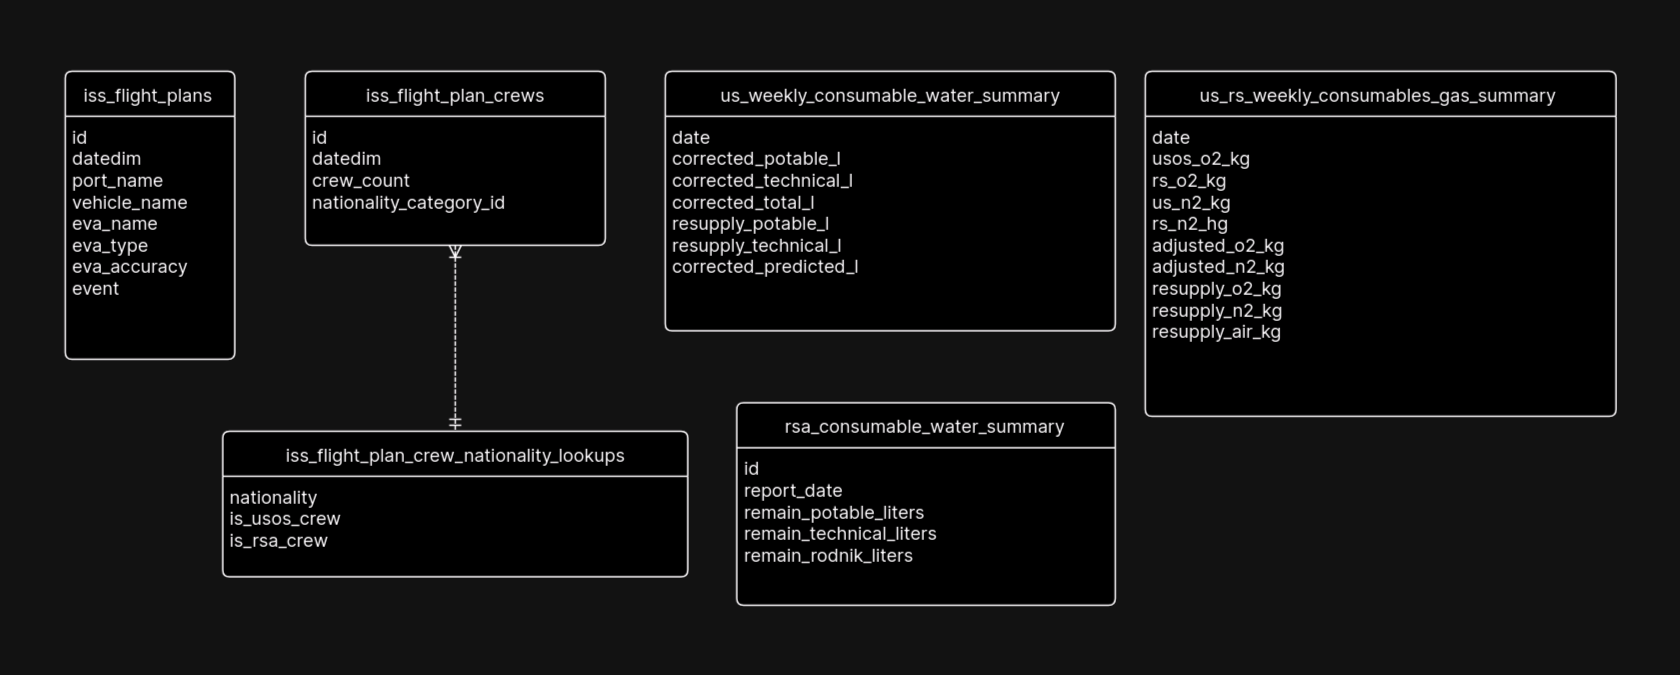 iss_flight_plans
id
datedim
port_name
vehicle_name
eva_name
eva_type
eva_accuracy
event
iss_flight_plan_crews
id
datedim
crew_count
nationality_category_id
us_weekly_consumable_water_summary
date
corrected_potable_l
corrected_technical_l
corrected_total_l
resupply_potable_l
resupply_technical_l
corrected_predicted_l
us_rs_weekly_consumables_gas_summary
date
usos_o2_kg
rs_o2_kg
us_n2_kg
rs_n2_hg
adjusted_o2_kg
adjusted_n2_kg
resupply_o2_kg
resupply_n2_kg
resupply_air_kg
iss_flight_plan_crew_nationality_lookups
nationality
is_usos_crew
is_rsa_crew
rsa_consumable_water_summary
id
report_date
remain_potable_liters
remain_technical_liters
remain_rodnik_liters